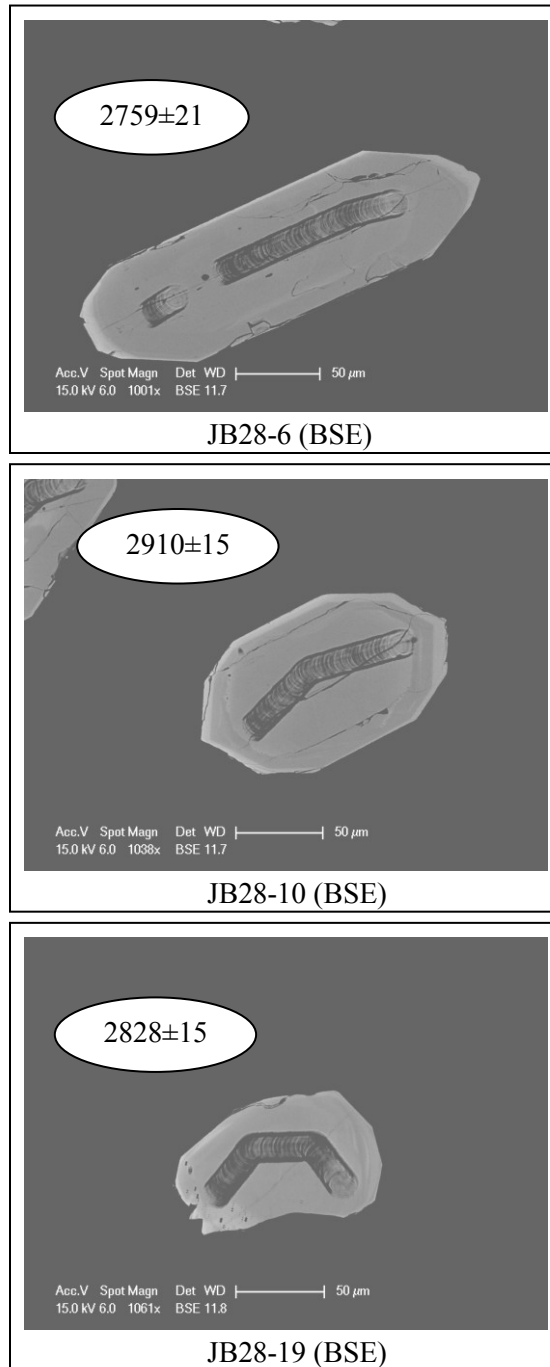 2759±21
Acc.V Spot Magn Det WD 50 µm
15.0 kV 6.0 1001x BSE 11.7
JB28-6 (BSE)
2910±15
Acc.V Spot Magn Det WD 50 µm
15.0 kV 6.0 1038x BSE 11.7
JB28-10 (BSE)
2828±15
Acc.V Spot Magn Det WD 50 µm
15.0 kV 6.0 1061x BSE 11.8
JB28-19 (BSE)